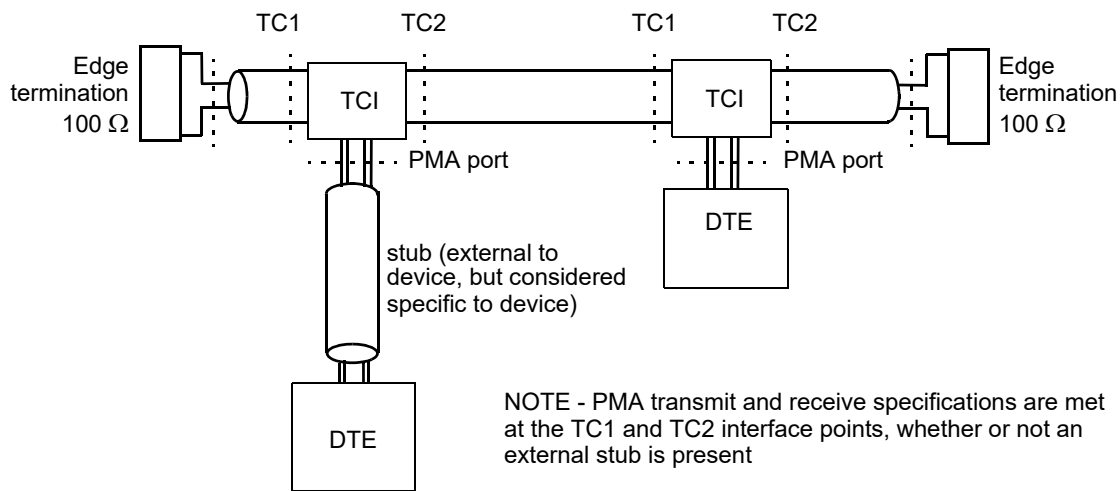 TC1
TC2
TC1
TC2
Edge
termination
100 Ω
TCI
TCI
Edge
termination
100 Ω
PMA port
PMA port
DTE
stub (external to
device, but considered
specific to device)
DTE
NOTE - PMA transmit and receive specifications are met
at the TC1 and TC2 interface points, whether or not an
external stub is present